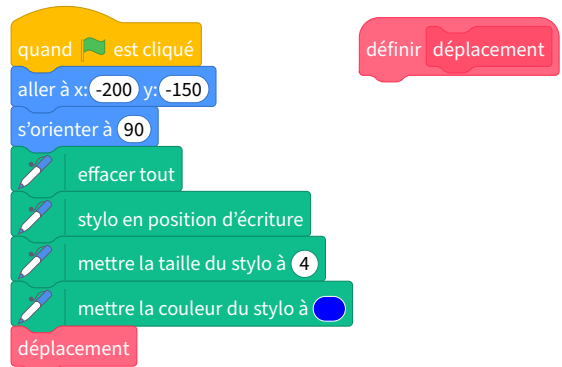 quand est cliqué
définir déplacement
aller à x: -200 y: -150
s'orienter à 90
effacer tout
stylo en position d'écriture
mettre la taille du stylo à 4
mettre la couleur du stylo à
déplacement